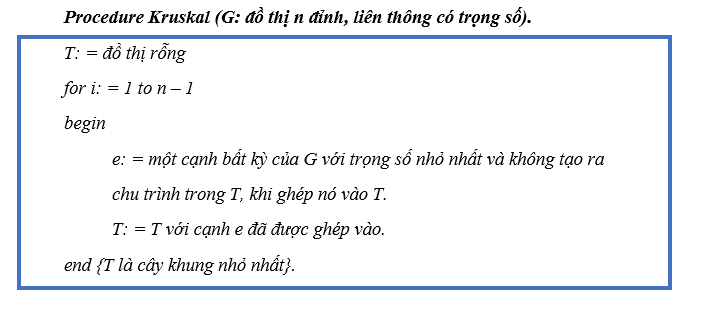 Procedure Kruskal (G: đồ thị n đỉnh, liên thông có trọng số).
T: = đồ thị rỗng
for i: = 1 to n – 1
begin
e: = một cạnh bất kỳ của G với trọng số nhỏ nhất và không tạo ra
chu trình trong T, khi ghép nó vào T.
T: = T với cạnh e đã được ghép vào.
end {T là cây khung nhỏ nhất}.